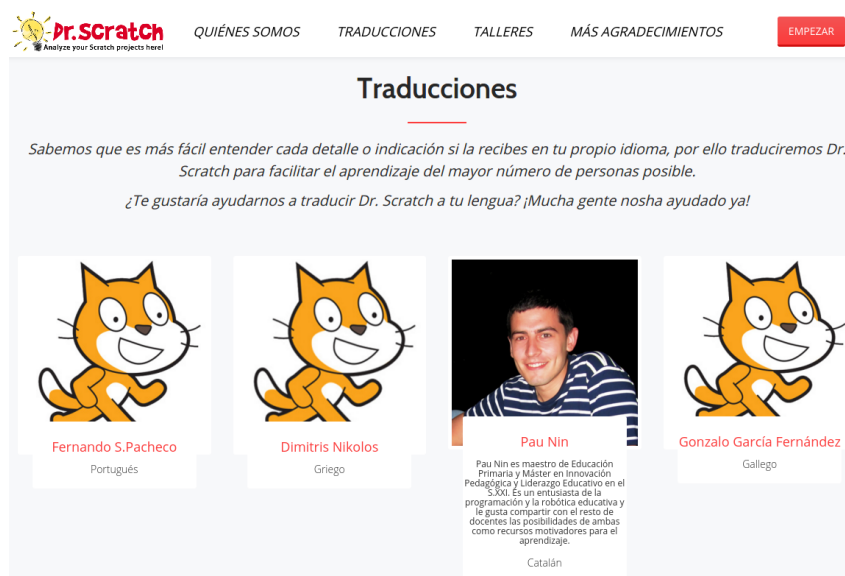 Dr.Scratch
Analyze your Scratch projects here!
QUIÉNES SOMOS
TRADUCCIONES
TALLERES
MÁS AGRADECIMIENTOS
EMPEZAR
Traducciones
Sabemos que es más fácil entender cada detalle o indicación si la recibes en tu propio idioma, por ello traduciremos Dr.
Scratch para facilitar el aprendizaje del mayor número de personas posible.
¿Te gustaría ayudarnos a traducir Dr. Scratch a tu lengua? ¡Mucha gente nosha ayudado ya!
Fernando S.Pacheco
Portugués
Dimitris Nikolos
Griego
Pau Nin
Pau Nin es maestro de Educación
Primaria y Máster en Innovación
Pedagógica y Liderazgo Educativo en el
S.XXI. Es un entusiasta de la
programación y la robótica educativa y
le gusta compartir con el resto de
docentes las posibilidades de ambas
como recursos motivadores para el
aprendizaje.
Catalán
Gonzalo García Fernández
Gallego